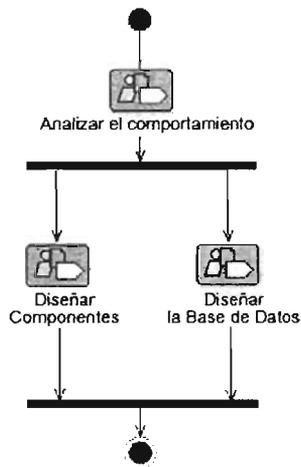 Analizar el comportamiento
Diseñar
Componentes
Diseñar
la Base de Datos